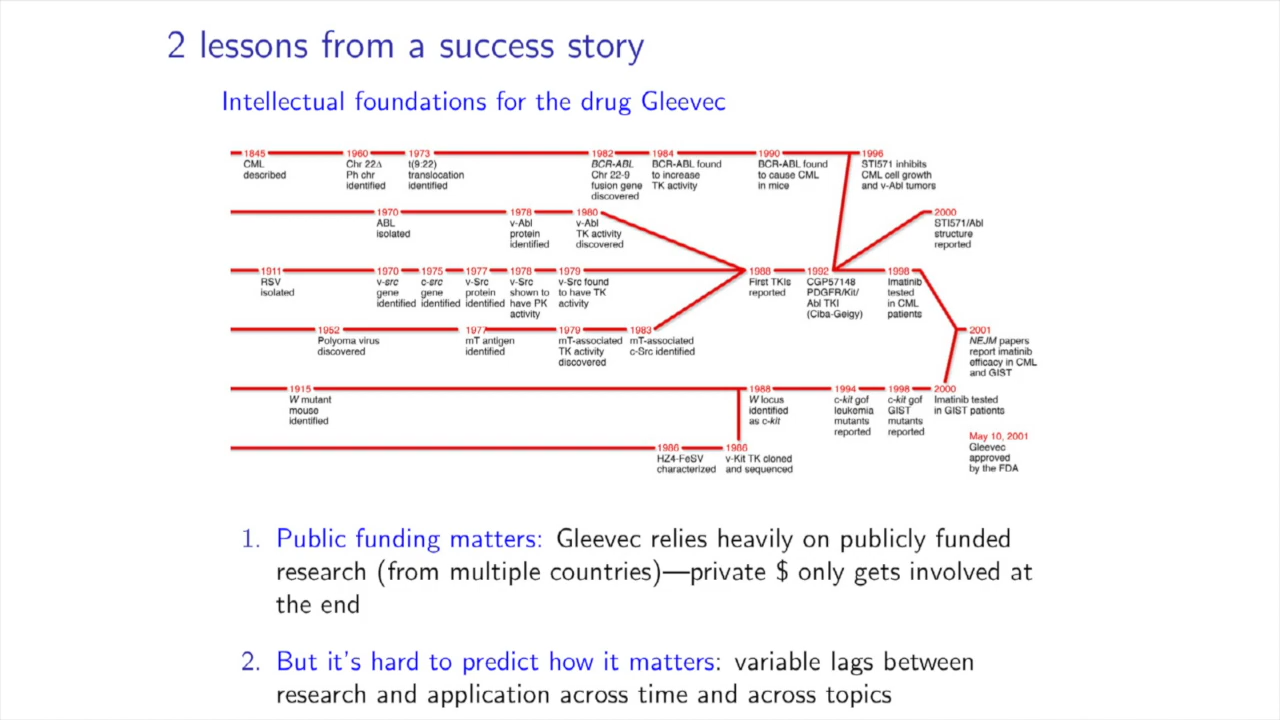 2 lessons from a success story
Intellectual foundations for the drug Gleevec
1845 1960 1973 1982 1984 1990 1996
CML Chr 22Δ t(9:22) BCR-ABL BCR-ABL found BCR-ABL found STI571 inhibits
described Ph chr translocation Chr 22-9 to increase to cause CML CML cell growth
identified identified fusion gene TK activity in mice and v-Abl tumors
discovered
1970 1978 1980 2000
ABL v-Abl v-Abl STI571/Abl
isolated protein TK activity structure
identified discovered reported
1911 1970 1975 1977 1978 1979 1988 1992 1998
RSV v-src c-src v-Src v-Src v-Src found First TKIs CGP57148 Imatinib
isolated gene gene protein shown to to have TK reported PDGFR/Kit/ tested
identified identified identified have PK activity Abl TKI in CML
activity (Ciba-Geigy) patients
1952 1977 1979 1983 2001
Polyoma virus mT antigen mT-associated mT-associated NEJM papers
discovered identified TK activity c-Src identified report imatinib
discovered efficacy in CML
and GIST
1915 1988 1994 1998 2000
W mutant W locus c-kit gof c-kit gof Imatinib tested
mouse identified leukemia GIST in GIST patients
identified as c-kit mutants mutants
reported reported
May 10, 2001
1986 1986 Gleevec
HZ4-FeSV v-Kit TK cloned approved
characterized and sequenced by the FDA
1. Public funding matters: Gleevec relies heavily on publicly funded
research (from multiple countries)—private $ only gets involved at
the end
2. But it's hard to predict how it matters: variable lags between
research and application across time and across topics